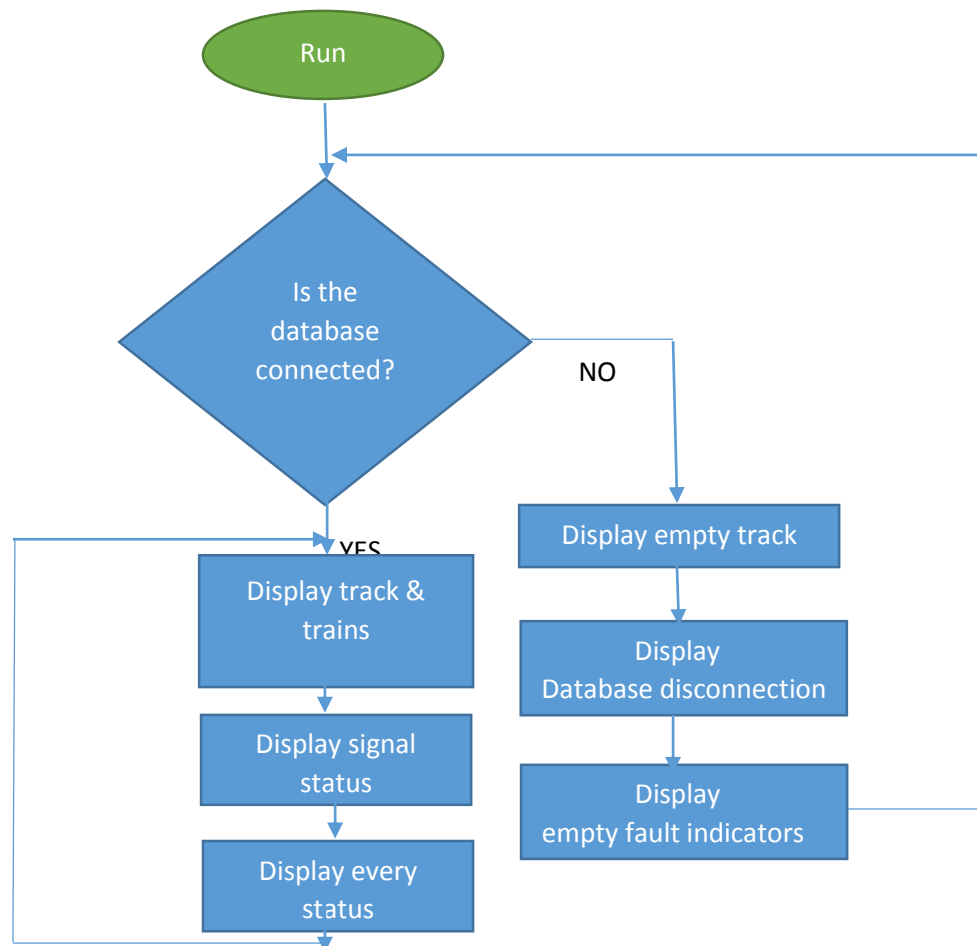 Run
Is the
database
connected?
NO
YES
Display track &
trains
Display signal
status
Display every
status
Display empty track
Display
Database disconnection
Display
empty fault indicators